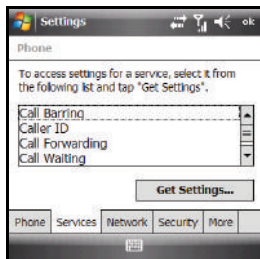 Settings
ok
Phone
To access settings for a service, select it from
the following list and tap "Get Settings".
Call Barring
Caller ID
Call Forwarding
Call Waiting
Get Settings...
Phone Services Network Security More